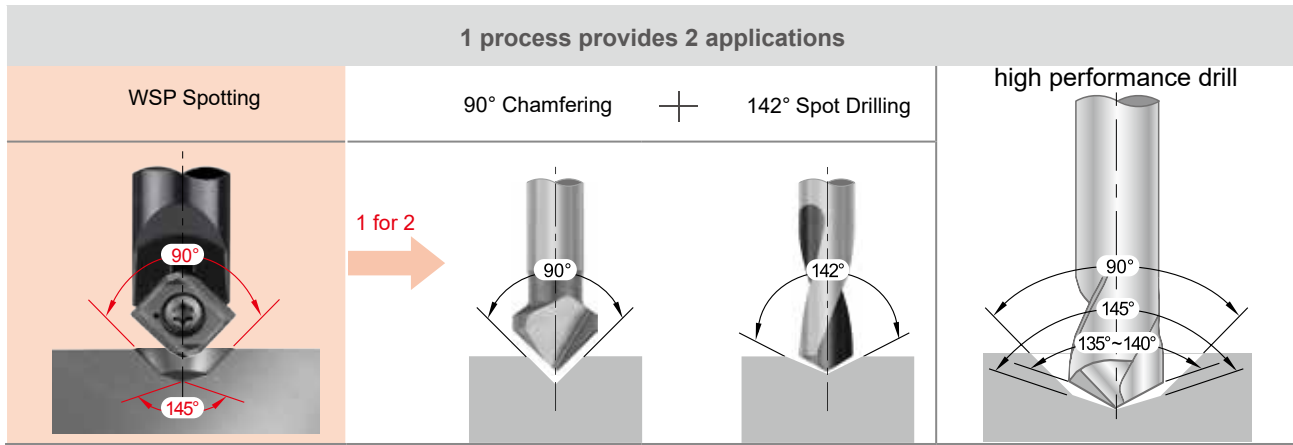 1 process provides 2 applications
WSP Spotting
90° Chamfering
142° Spot Drilling
high performance drill
90°
145°
1 for 2
90°
142°
90°
145°
135°~140°